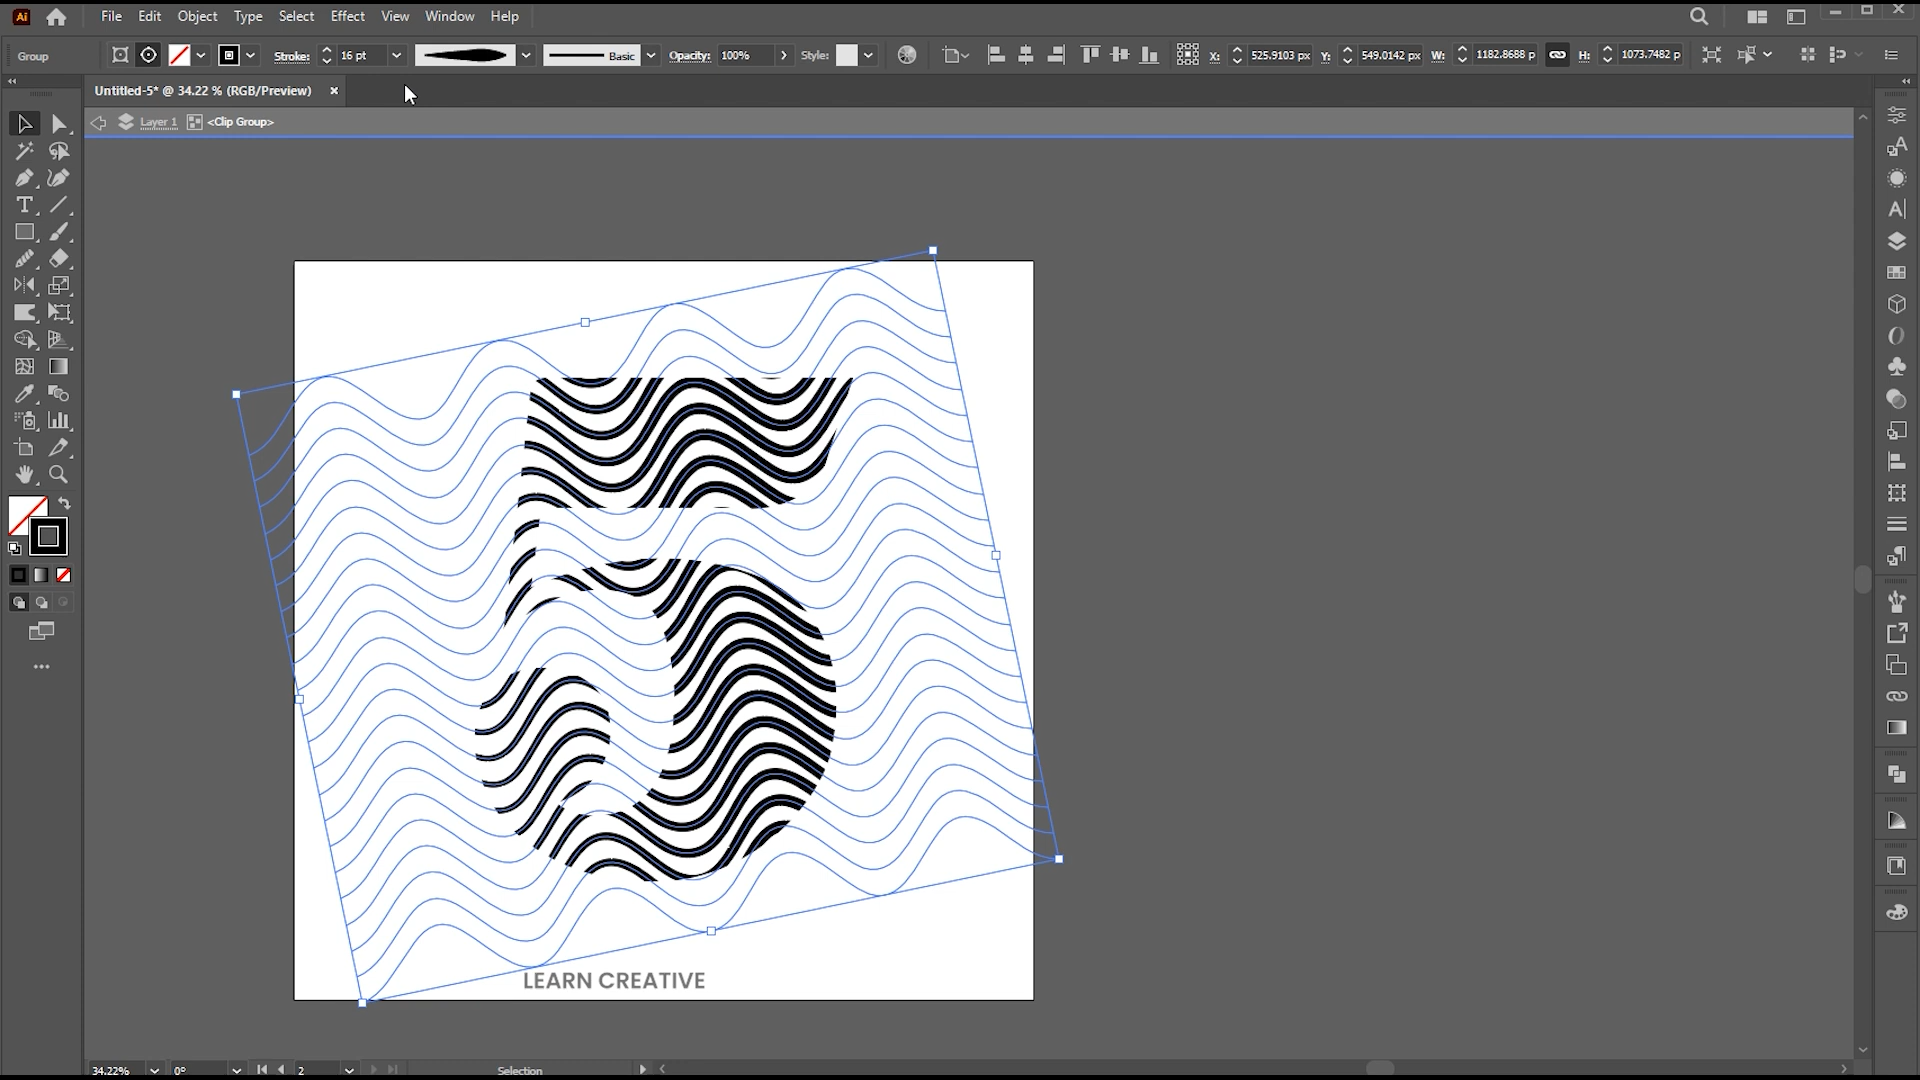 Ai File Edit Object Type Select Effect View Window Help
Group Stroke: 16 pt Basic Opacity: 100% Style: X: 525.9103 px Y: 549.0142 px W: 1182.8688 p H: 1073.7482 p
Untitled-5* @ 34.22 % (RGB/Preview)
Layer 1 <Clip Group>
5
LEARN CREATIVE
34.22% 0° 2 Selection